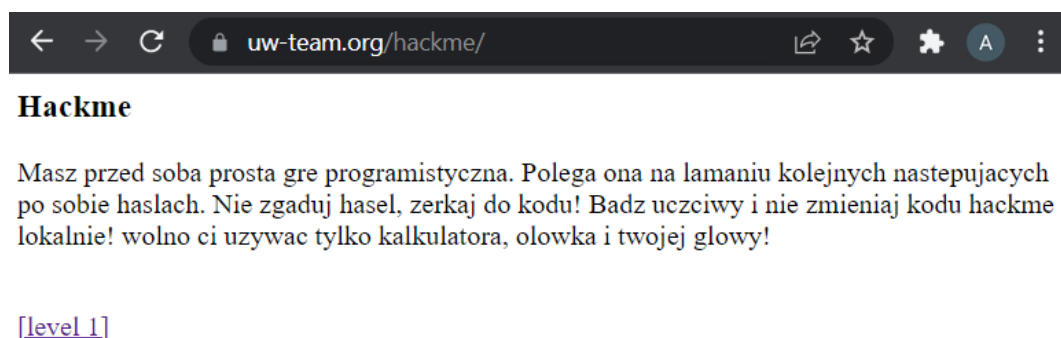 uw-team.org/hackme/
A
Hackme
Masz przed soba prosta gre programistyczna. Polega ona na lamaniu kolejnych nastepujacych
po sobie haslach. Nie zgaduj hasel, zerkaj do kodu! Badz uczciwy i nie zmieniaj kodu hackme
lokalnie! wolno ci uzywac tylko kalkulatora, olowka i twojej glowy!
[level 1]